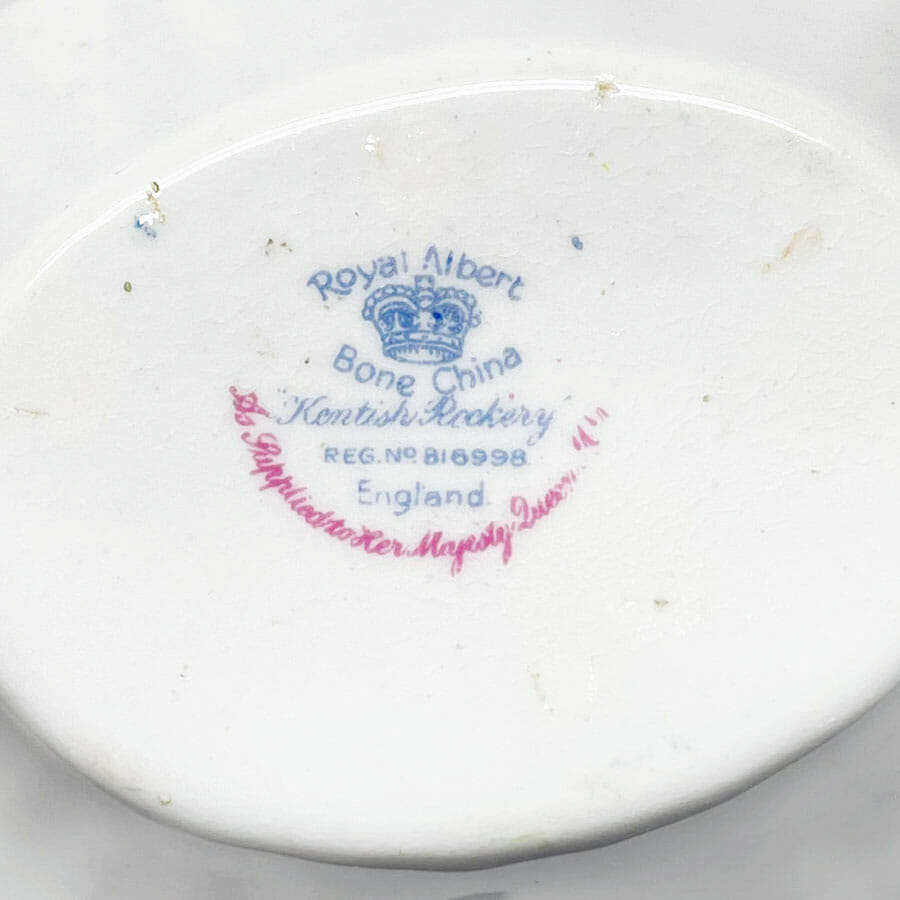 Royal Albert
Bone China
"Kentish Rockery"
REG. No. 816998.
England.
As Supplied to Her Majesty Queen